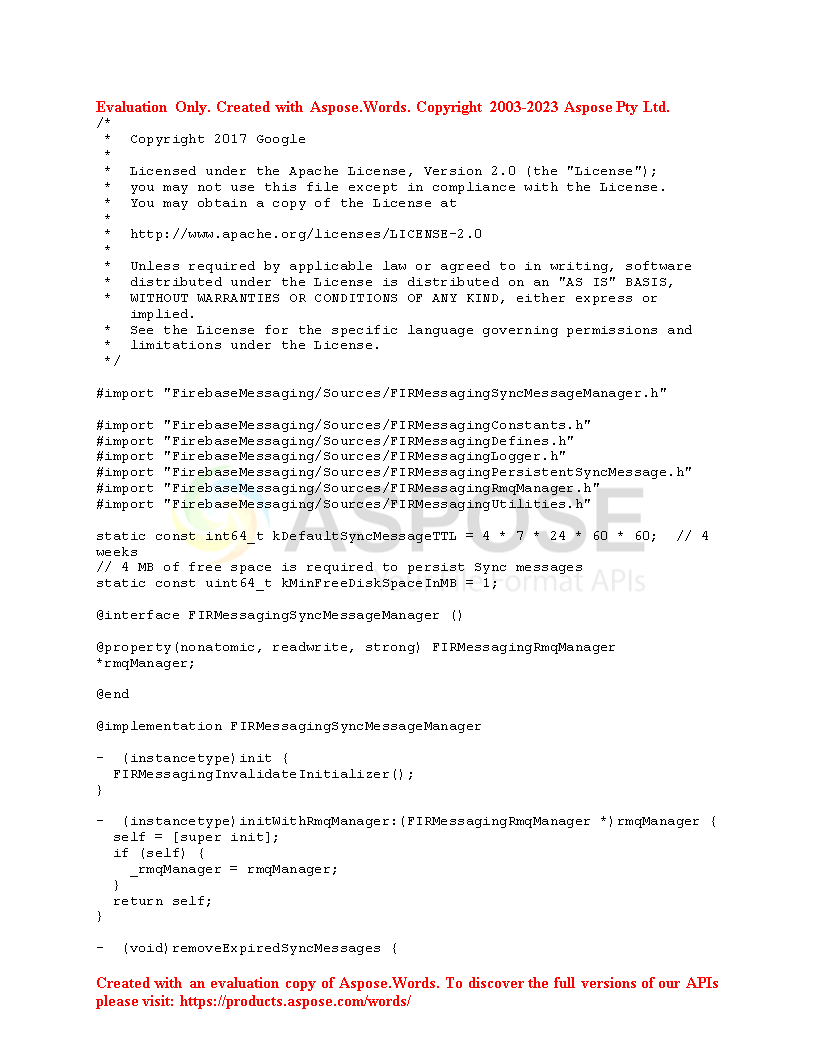 Evaluation Only. Created with Aspose.Words. Copyright 2003-2023 Aspose Pty Ltd.
/*
 *  Copyright 2017 Google
 *
 *  Licensed under the Apache License, Version 2.0 (the "License");
 *  you may not use this file except in compliance with the License.
 *  You may obtain a copy of the License at
 *
 *  http://www.apache.org/licenses/LICENSE-2.0
 *
 *  Unless required by applicable law or agreed to in writing, software
 *  distributed under the License is distributed on an "AS IS" BASIS,
 *  WITHOUT WARRANTIES OR CONDITIONS OF ANY KIND, either express or
    implied.
 *  See the License for the specific language governing permissions and
 *  limitations under the License.
 */

#import "FirebaseMessaging/Sources/FIRMessagingSyncMessageManager.h"

#import "FirebaseMessaging/Sources/FIRMessagingConstants.h"
#import "FirebaseMessaging/Sources/FIRMessagingDefines.h"
#import "FirebaseMessaging/Sources/FIRMessagingLogger.h"
#import "FirebaseMessaging/Sources/FIRMessagingPersistentSyncMessage.h"
#import "FirebaseMessaging/Sources/FIRMessagingRmqManager.h"
#import "FirebaseMessaging/Sources/FIRMessagingUtilities.h"
ASPOSE

static const int64_t kDefaultSyncMessageTTL = 4 * 7 * 24 * 60 * 60;  // 4
weeks
// 4 MB of free space is required to persist Sync messages
static const uint64_t kMinFreeDiskSpaceInMB = 1;
Your File Format APIs

@interface FIRMessagingSyncMessageManager ()

@property(nonatomic, readwrite, strong) FIRMessagingRmqManager
*rmqManager;

@end

@implementation FIRMessagingSyncMessageManager

-  (instancetype)init {
  FIRMessagingInvalidateInitializer();
}

-  (instancetype)initWithRmqManager:(FIRMessagingRmqManager *)rmqManager {
  self = [super init];
  if (self) {
    _rmqManager = rmqManager;
  }
  return self;
}

-  (void)removeExpiredSyncMessages {

Created with an evaluation copy of Aspose.Words. To discover the full versions of our APIs
please visit: https://products.aspose.com/words/